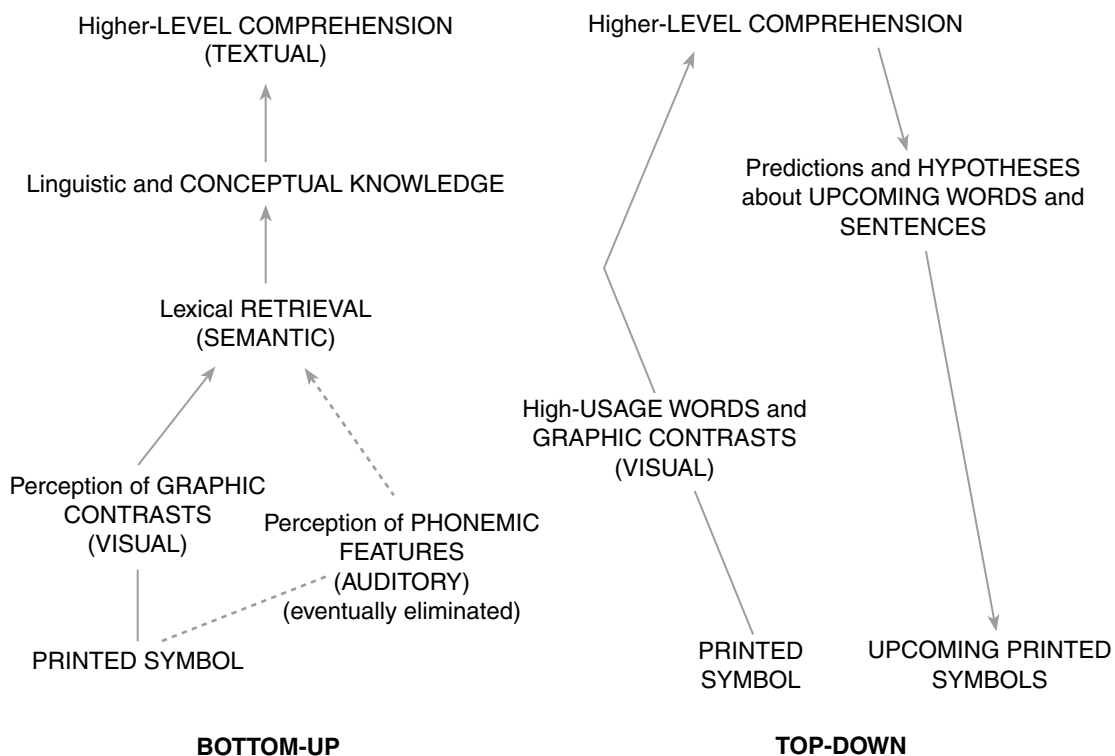 Higher-LEVEL COMPREHENSION
(TEXTUAL)
Linguistic and CONCEPTUAL KNOWLEDGE
Lexical RETRIEVAL
(SEMANTIC)
Perception of GRAPHIC
CONTRASTS
(VISUAL)
Perception of PHONEMIC
FEATURES
(AUDITORY)
(eventually eliminated)
PRINTED SYMBOL
BOTTOM-UP
Higher-LEVEL COMPREHENSION
Predictions and HYPOTHESES
about UPCOMING WORDS and
SENTENCES
High-USAGE WORDS and
GRAPHIC CONTRASTS
(VISUAL)
PRINTED
SYMBOL
UPCOMING PRINTED
SYMBOLS
TOP-DOWN